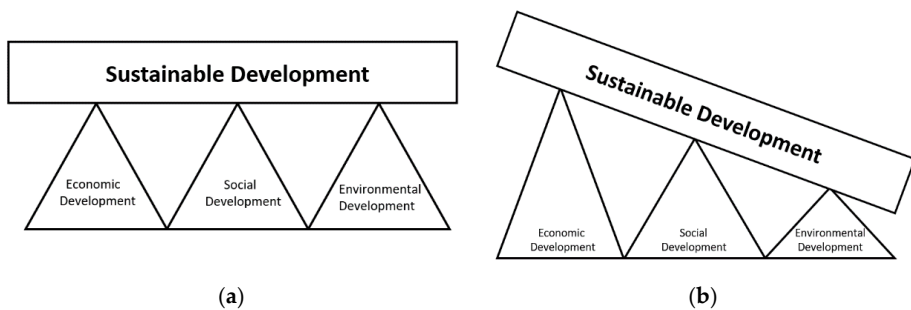 Sustainable Development
Economic
Development
Social
Development
Environmental
Development
(a)
Sustainable Development
Economic
Development
Social
Development
Environmental
Development
(b)